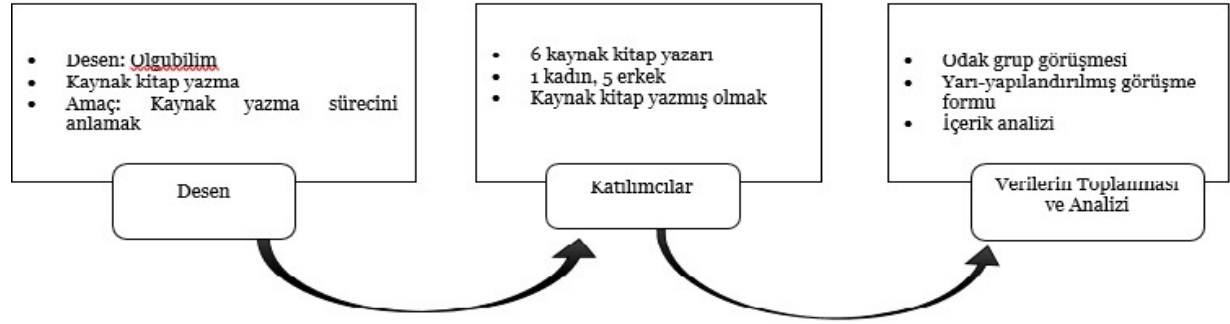 Desen: Olgubilim
Kaynak kitap yazma
Amaç: Kaynak yazma sürecini
anlamak
Desen
6 kaynak kitap yazarı
1 kadın, 5 erkek
Kaynak kitap yazmış olmak
Katılımcılar
Odak grup görüşmesi
Yarı-yapılandırılmış görüşme
formu
İçerik analizi
Verilerin Toplanması
ve Analizi